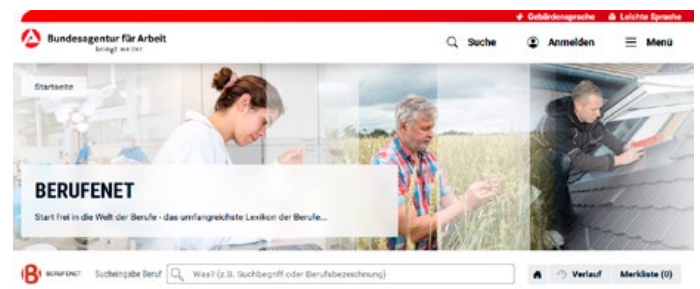 Gebärdensprache Leichte Sprache
Bundesagentur für Arbeit
bringt weiter.
Suche Anmelden Menü
Startseite
BERUFENET
Start frei in die Welt der Berufe - das umfangreichste Lexikon der Berufe...
BERUFENET Sucheingabe Beruf Was? (z.B. Suchbegriff oder Berufsbezeichnung) Verlauf Merkliste (0)